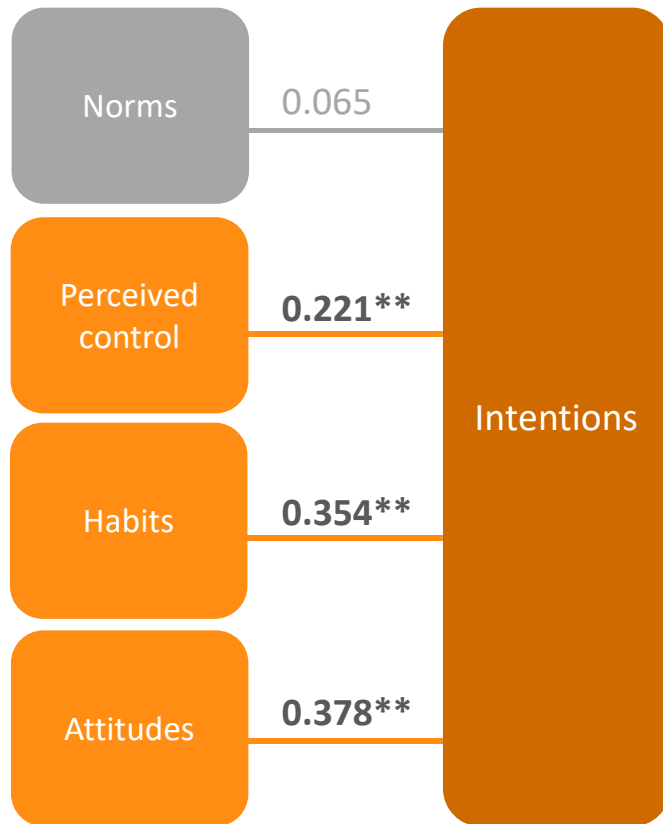 Norms
0.065
Perceived
control
0.221**
Habits
0.354**
Attitudes
0.378**
Intentions